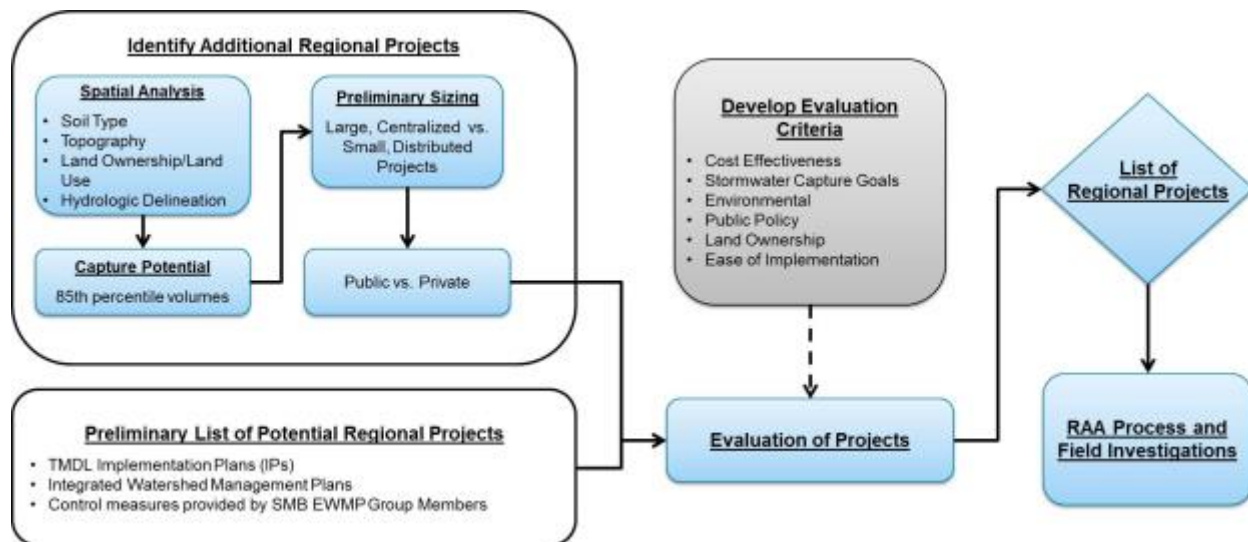 Identify Additional Regional Projects
Spatial Analysis
• Soil Type
• Topography
• Land Ownership/Land
Use
• Hydrologic Delineation
Capture Potential
85th percentile volumes
Preliminary Sizing
Large, Centralized vs.
Small, Distributed
Projects
Public vs. Private
Preliminary List of Potential Regional Projects
• TMDL Implementation Plans (IPs)
• Integrated Watershed Management Plans
• Control measures provided by SMB EWMP Group Members
Develop Evaluation
Criteria
• Cost Effectiveness
• Stormwater Capture Goals
• Environmental
• Public Policy
• Land Ownership
• Ease of Implementation
Evaluation of Projects
List of
Regional Projects
RAA Process and
Field Investigations